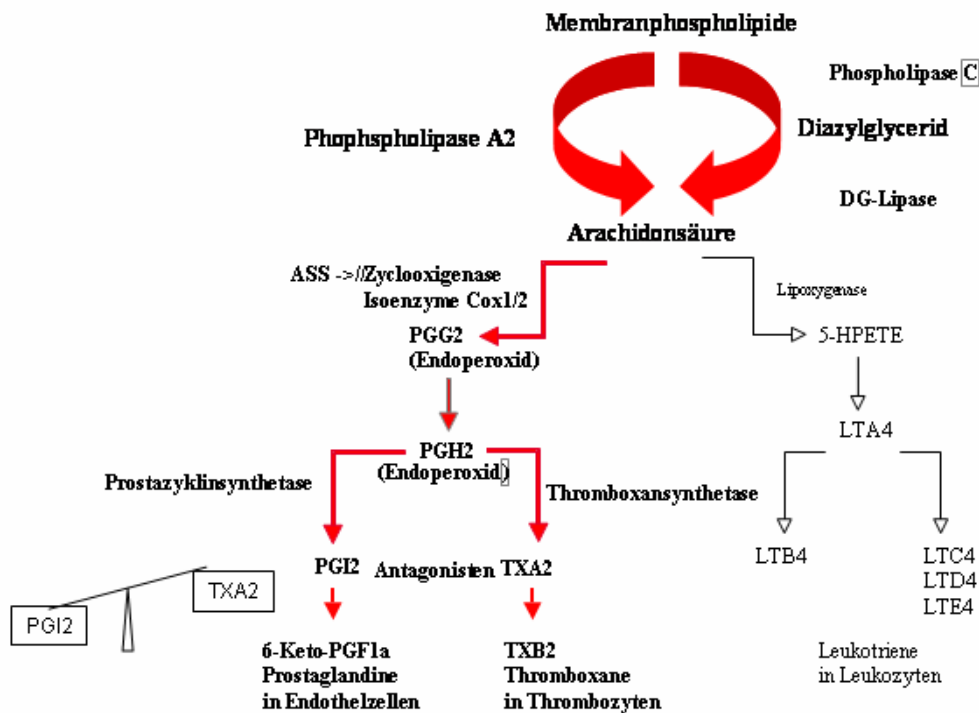 Membranphospholipide
Phospholipase C
Phophspholipase A2
Diazylglycerid
DG-Lipase
Arachidonsäure
ASS ->//Zyclooxigenase
Isoenzyme Cox1/2
Lipoxygenase
PGG2
(Endoperoxid)
5-HPETE
LTA4
PGH2
(Endoperoxid)
Prostazyklinsynthetase
Thromboxansynthetase
LTB4
LTC4
LTD4
LTE4
PGI2
Antagonisten
TXA2
TXA2
PGI2
6-Keto-PGF1a
Prostaglandine
in Endothelzellen
TXB2
Thromboxane
in Thrombozyten
Leukotriene
in Leukozyten